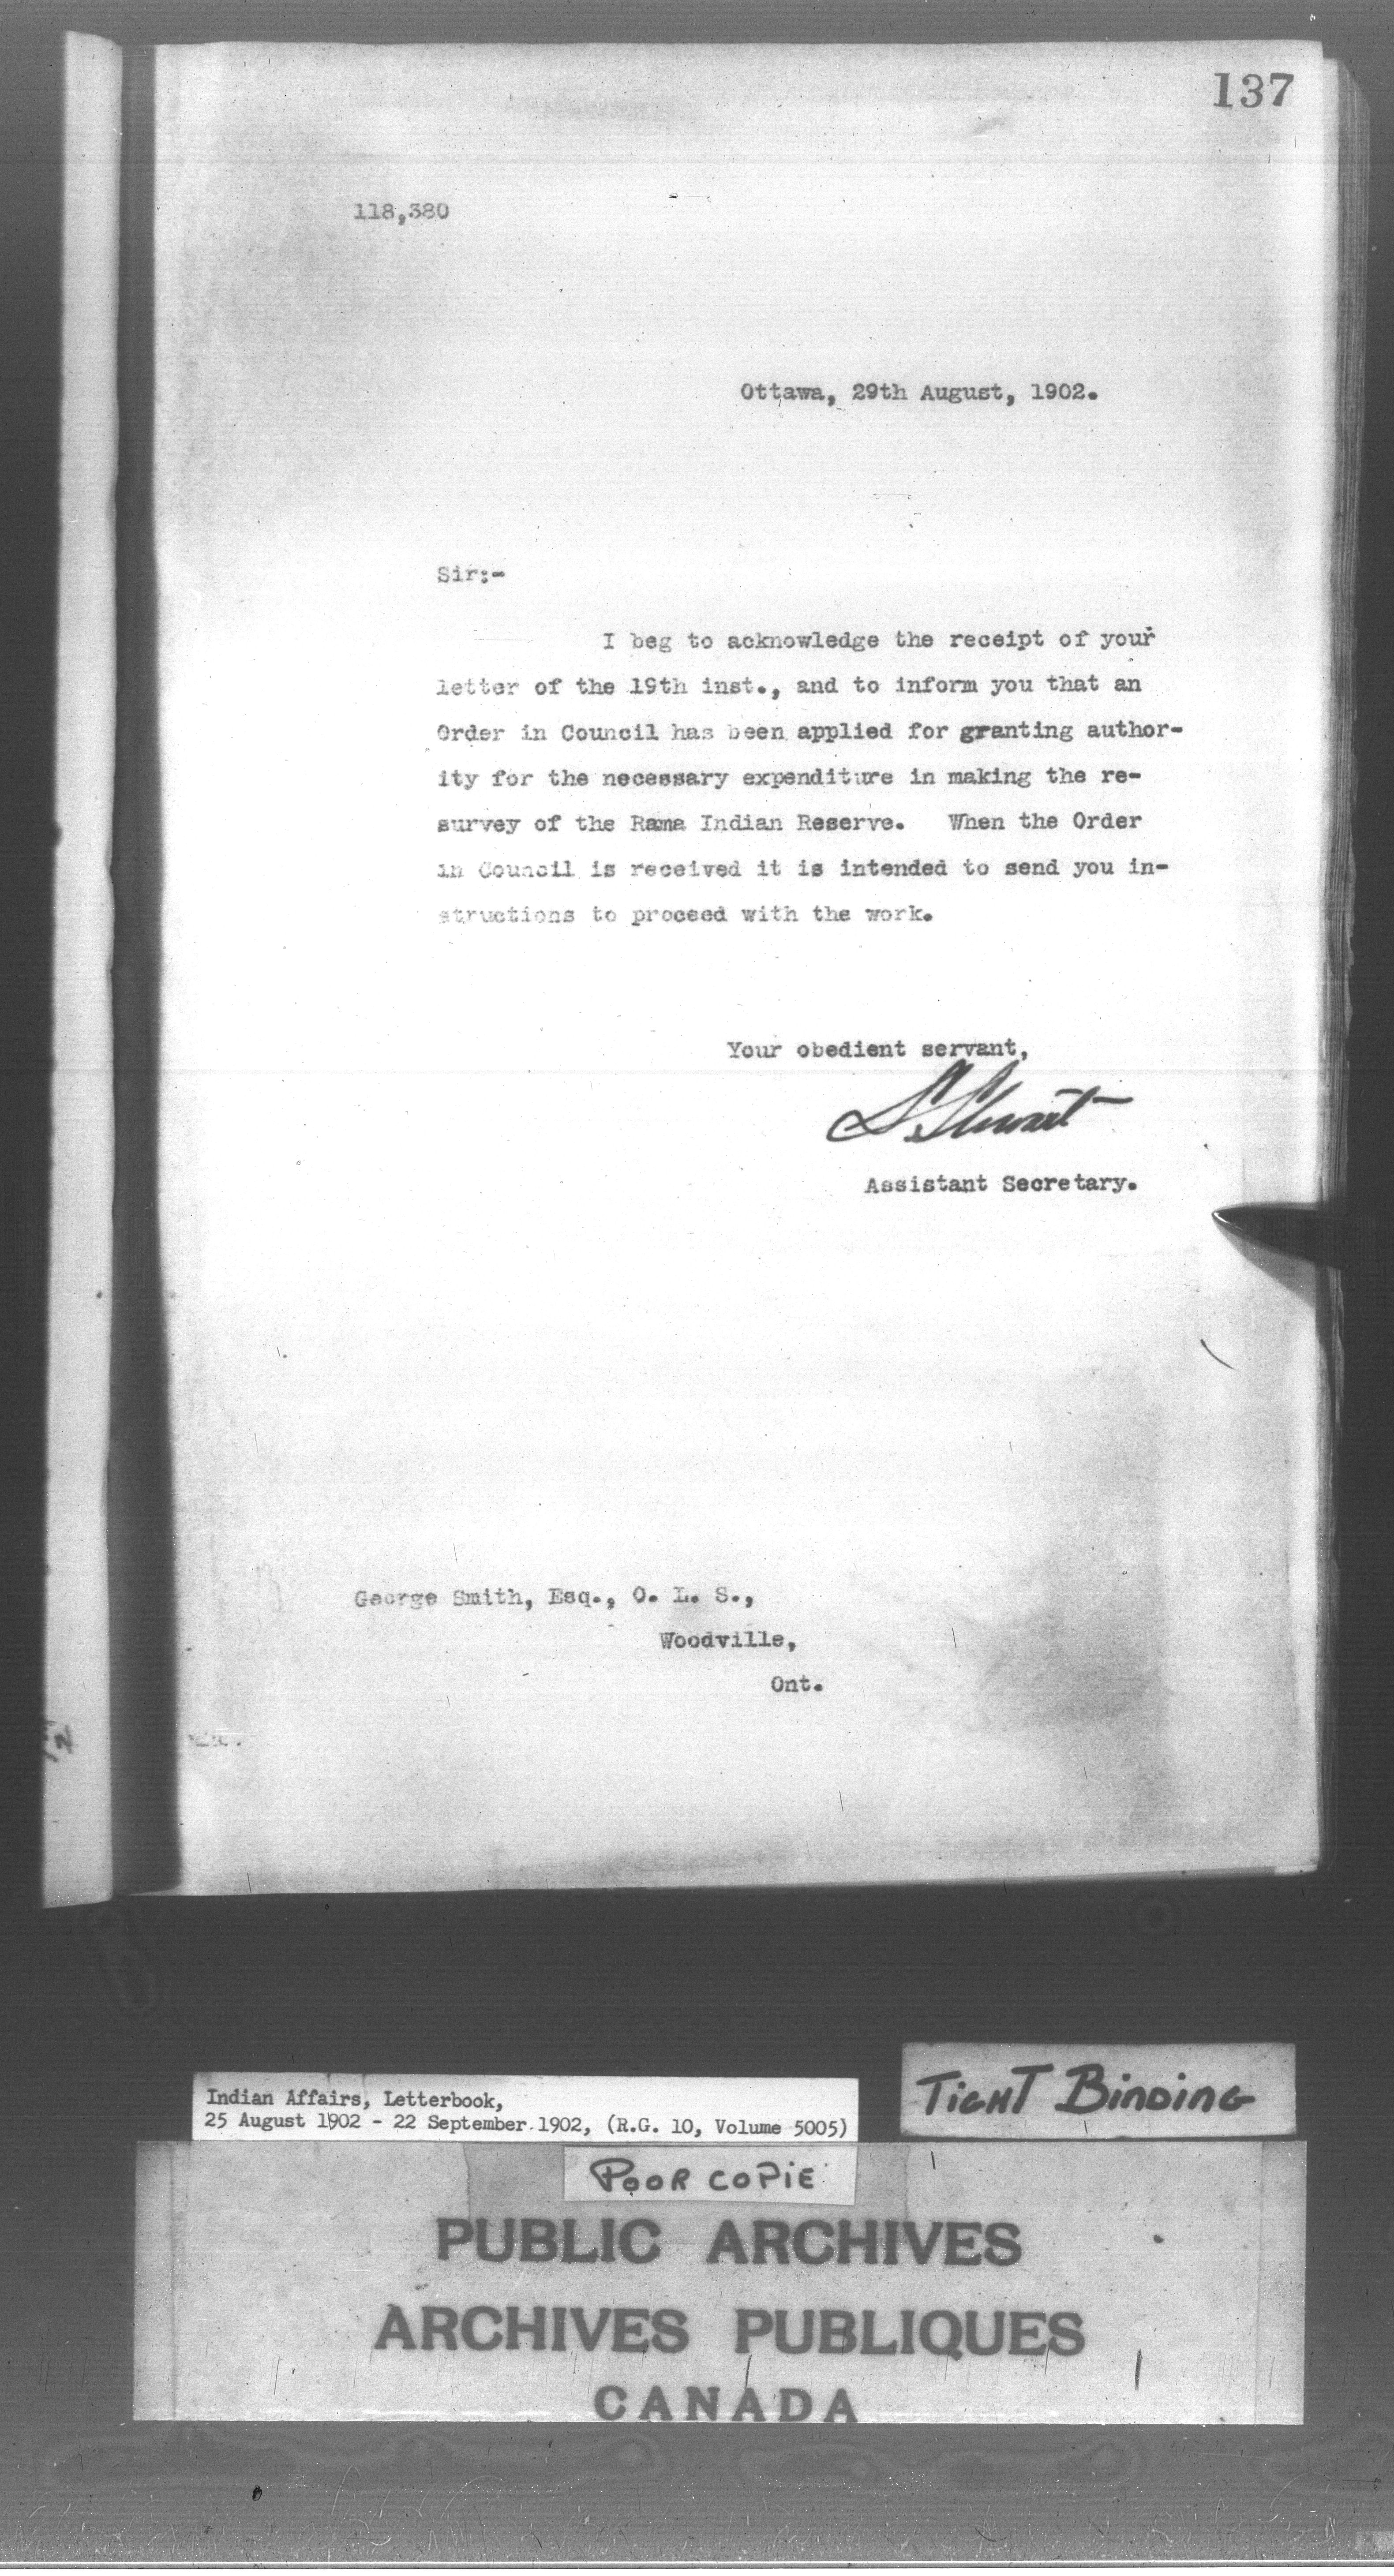 137
118,380
Ottawa, 29th August, 1902.
Sir:-
I beg to acknowledge the receipt of your
letter of the 19th inst., and to inform you that an
Order in Council has been applied for granting author-
ity for the necessary expenditure in making the re-
survey of the Rama Indian Reserve. When the Order
in Council is received it is intended to send you in-
structions to proceed with the work.
Your obedient servant,
S. Stewart
Assistant Secretary.
George Smith, Esq., O. L. S.,
Woodville,
Ont.
Indian Affairs, Letterbook,
25 August 1902 - 22 September 1902, (R.G. 10, Volume 5005)
TIGHT BINDING
POOR COPIE
PUBLIC ARCHIVES
ARCHIVES PUBLIQUES
CANADA